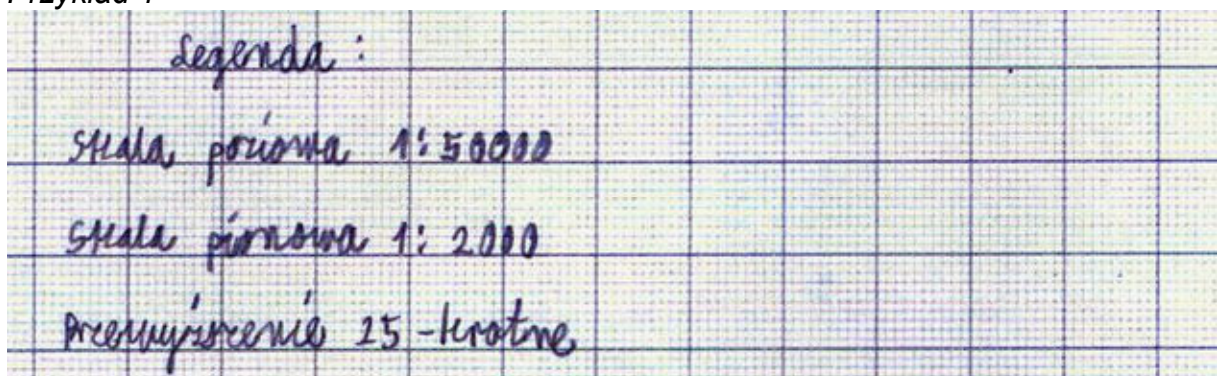 Legenda :
Skala pozioma 1:50000
Skala pionowa 1: 2000
Przewyższenie 25-krotne